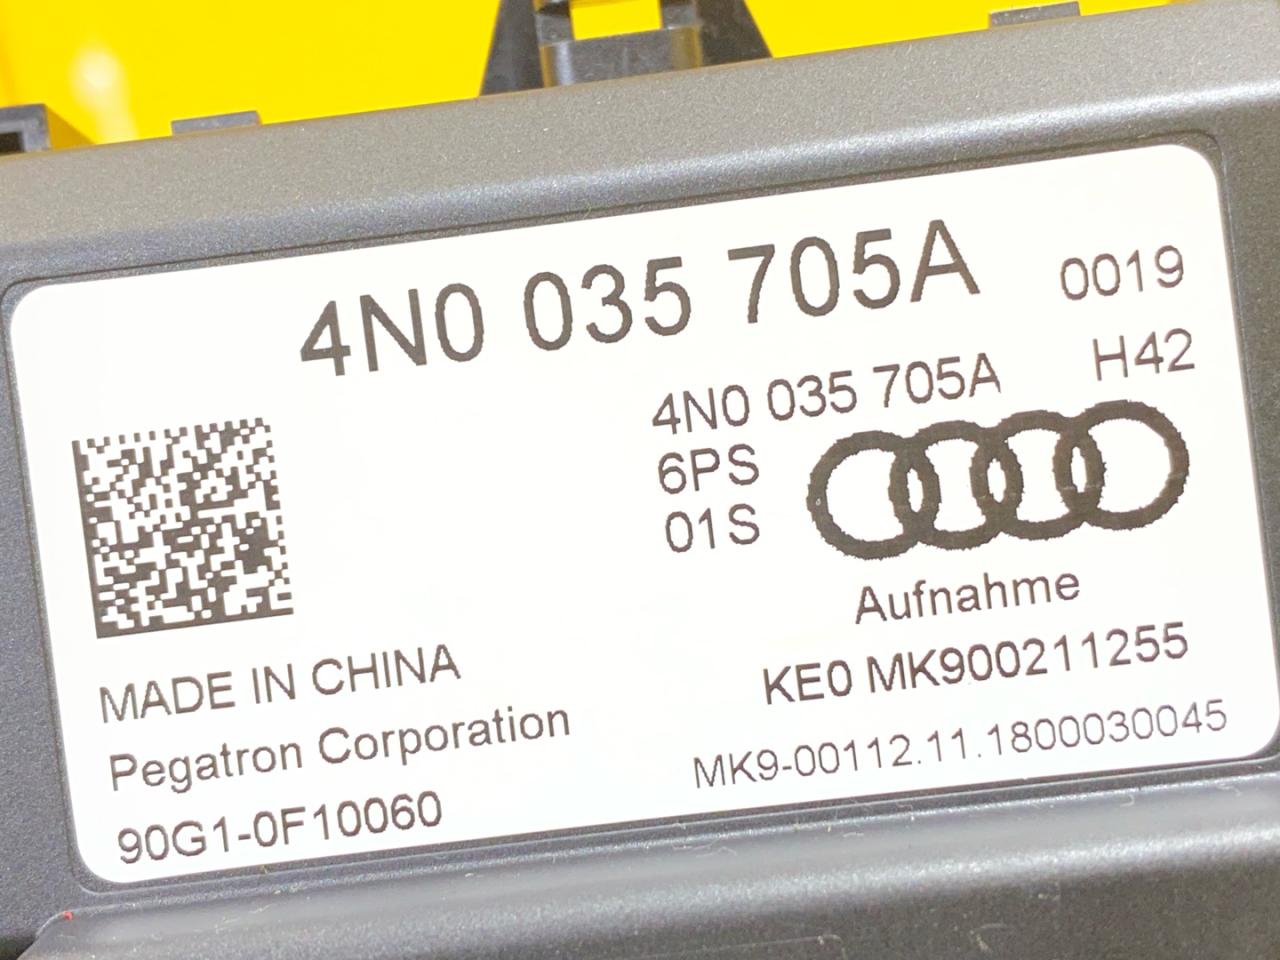 4N0 035 705A 0019
4N0 035 705A H42
6PS
01S
Aufnahme
KE0 MK900211255
MK9-00112.11.1800030045
MADE IN CHINA
Pegatron Corporation
90G1-0F10060